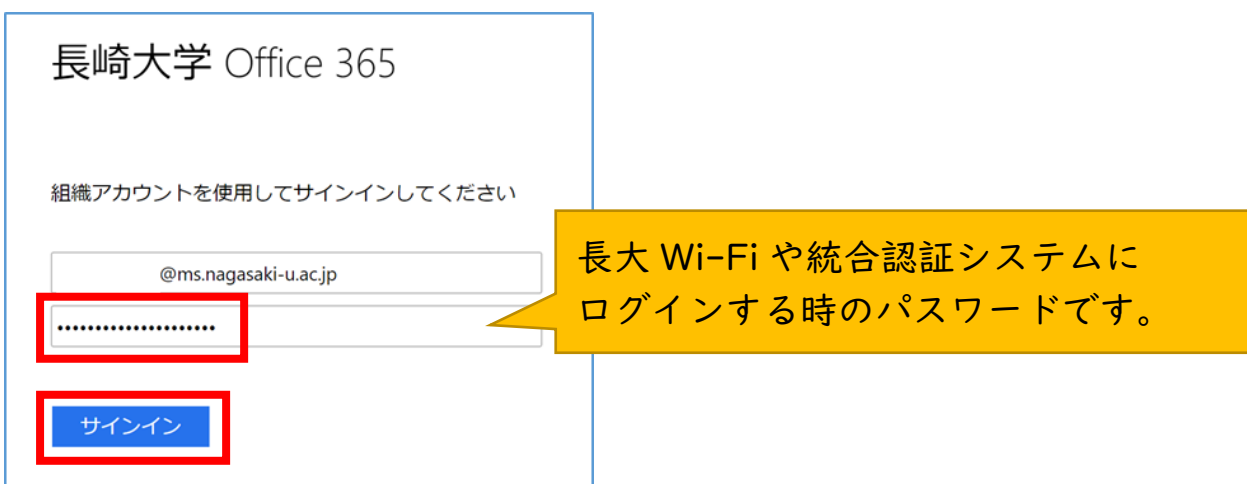 長崎大学 Office 365
組織アカウントを使用してサインインしてください
@ms.nagasaki-u.ac.jp
•••••••••••••••••••••
長大 Wi-Fi や統合認証システムに
ログインする時のパスワードです。
サインイン